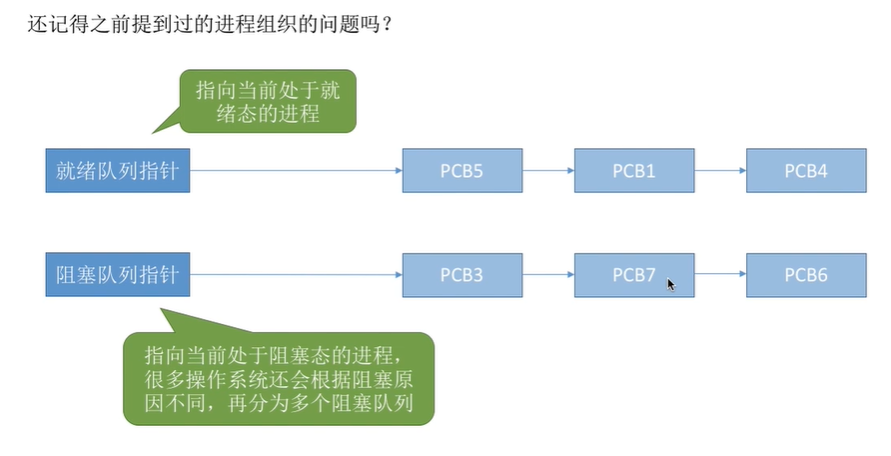 还记得之前提到过的进程组织的问题吗？
指向当前处于就
绪态的进程
就绪队列指针
PCB5
PCB1
PCB4
阻塞队列指针
PCB3
PCB7
PCB6
指向当前处于阻塞态的进程，
很多操作系统还会根据阻塞原
因不同，再分为多个阻塞队列